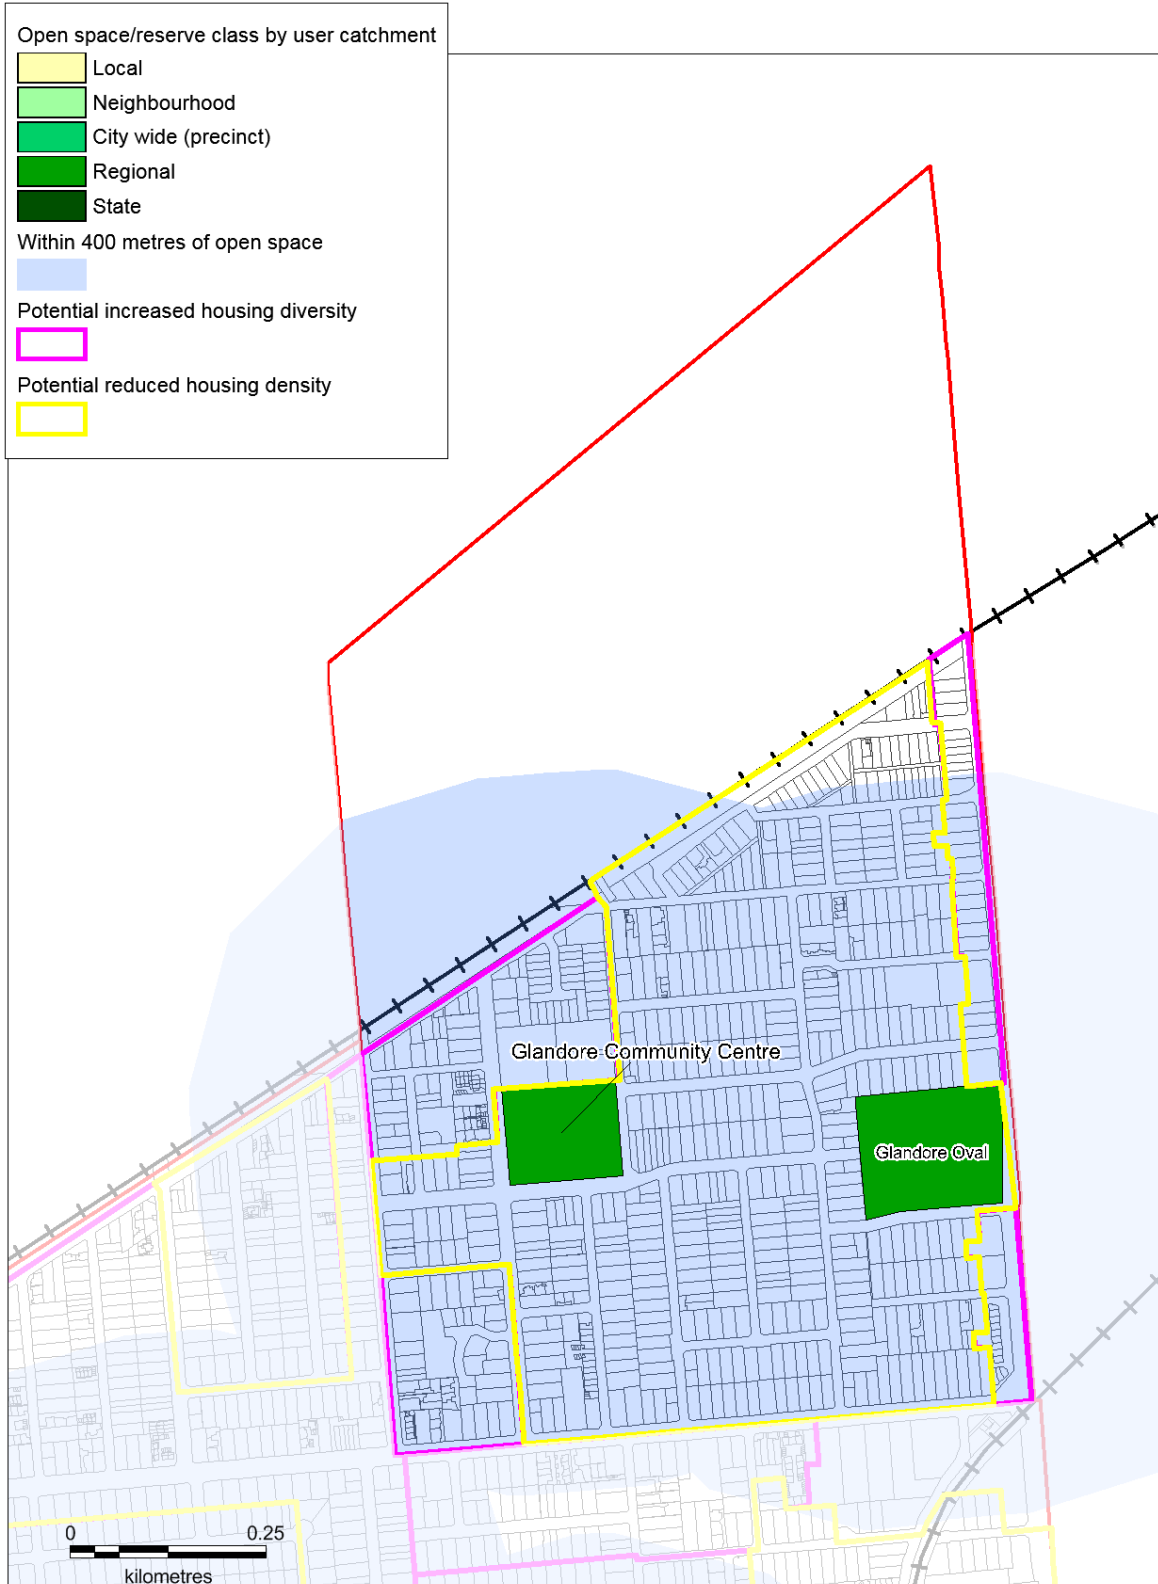 Open space/reserve class by user catchment
Local
Neighbourhood
City wide (precinct)
Regional
State
Within 400 metres of open space
Potential increased housing diversity
Potential reduced housing density
Glandore Community Centre
Glandore Oval
0 0.25
kilometres